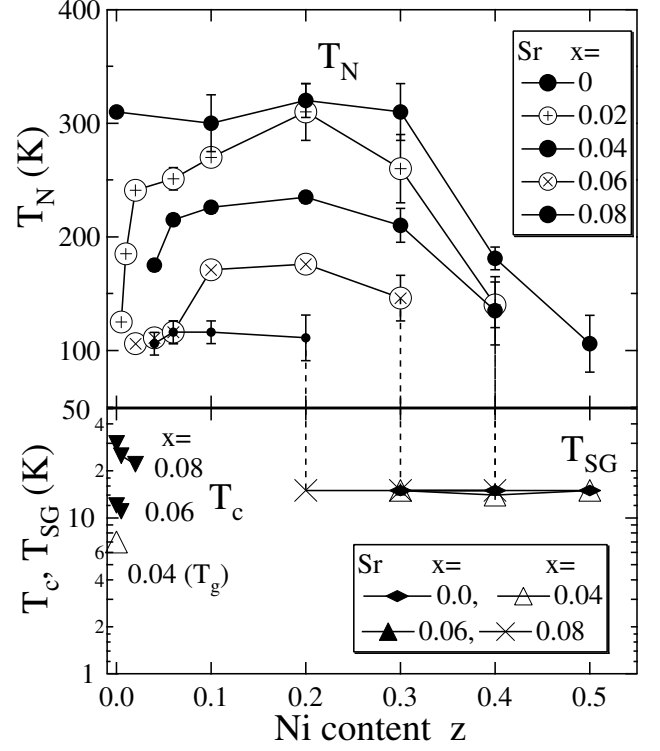 400
300
200
100
50
T_N (K)
T_N
Sr x=
0
0.02
0.04
0.06
0.08
4
2
10
6
4
2
1
T_c, T_SG (K)
x=
0.08
0.06
0.04 (T_g)
T_c
T_SG
Sr x= x=
0.0, 0.04
0.06, 0.08
0.0 0.1 0.2 0.3 0.4 0.5
Ni content z